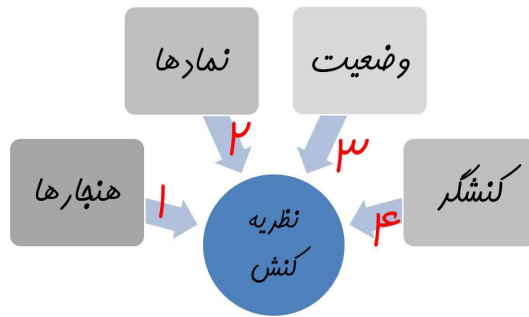 نمادها
وضعیت
۲
۳
هنجارها
۱
کنشگر
۴
نظریه
کنش